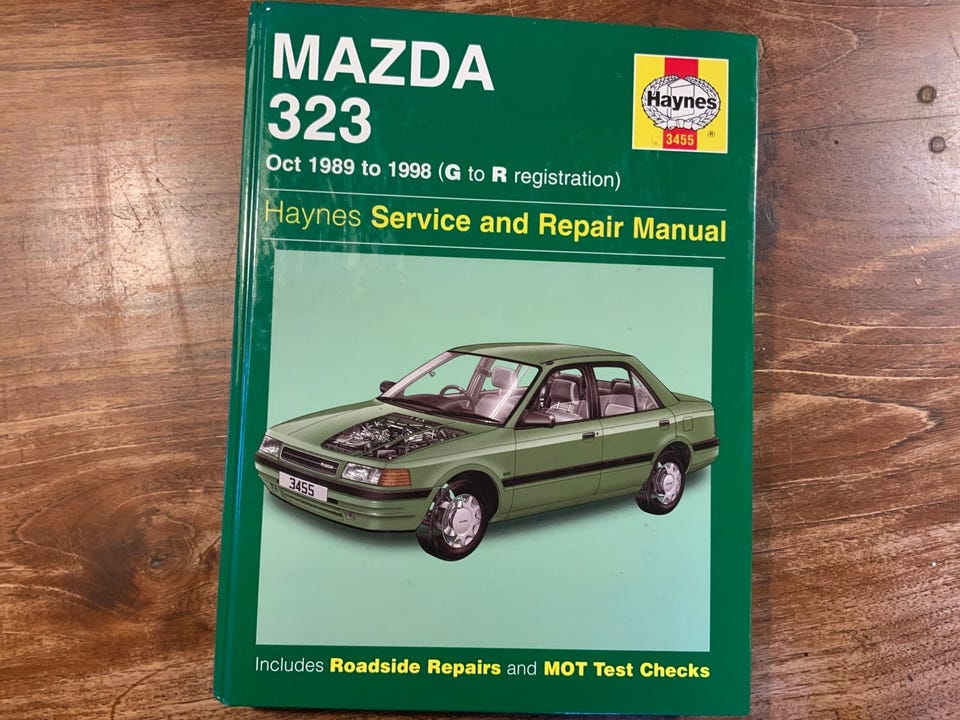 MAZDA
323
Oct 1989 to 1998 (G to R registration)
Haynes
®
3455
Haynes Service and Repair Manual
3455
Includes Roadside Repairs and MOT Test Checks